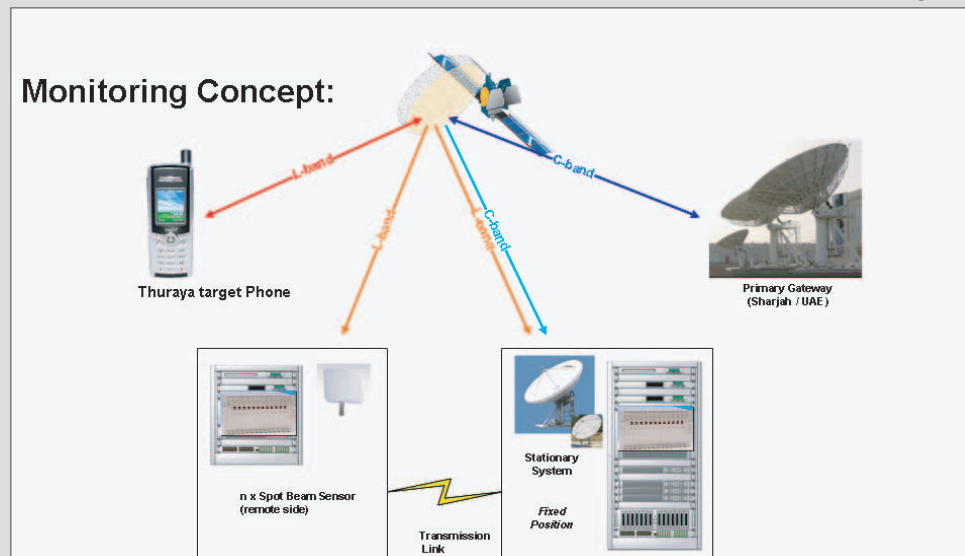 Monitoring Concept:
L-band
C-band
L-band
L-band
C-band
Thuraya target Phone
Primary Gateway
(Sharjah / UAE)
n x Spot Beam Sensor
(remote side)
Stationary
System
Fixed
Position
Transmission
Link